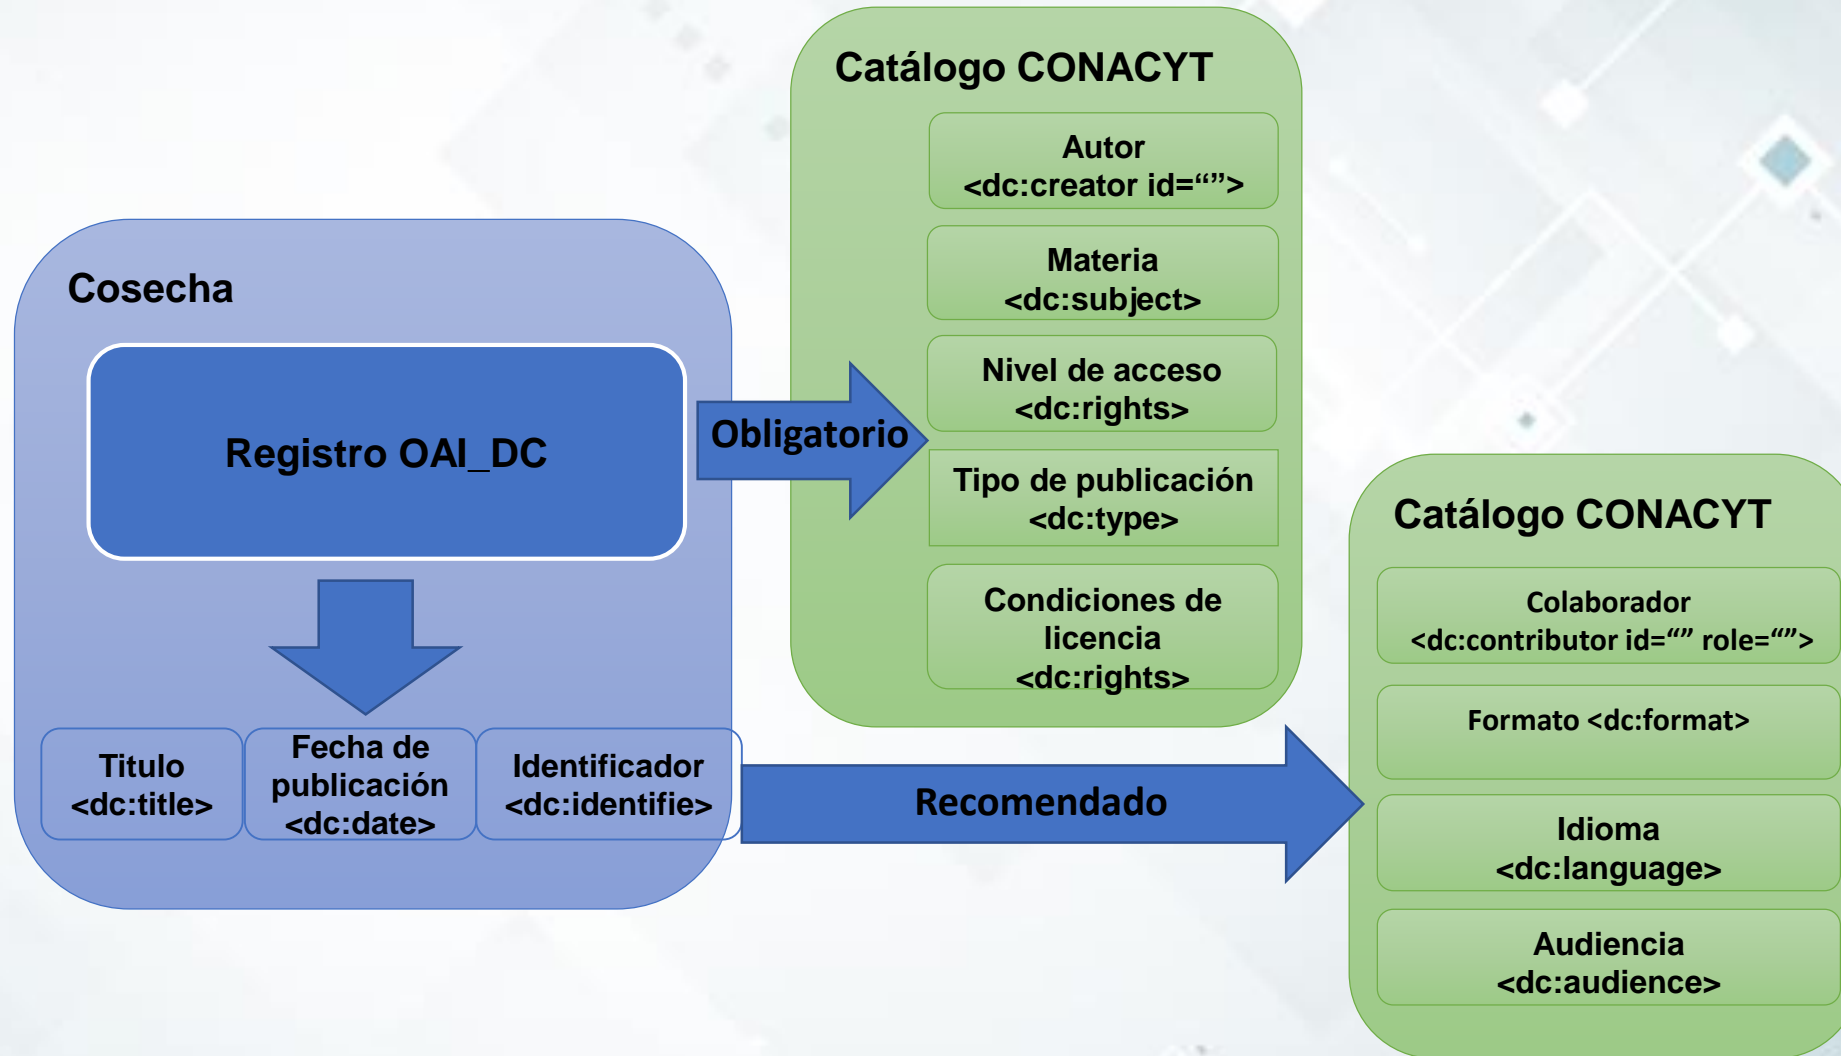 Cosecha
Registro OAI_DC
Titulo
<dc:title>
Fecha de
publicación
<dc:date>
Identificador
<dc:identifie>
Obligatorio
Catálogo CONACYT
Autor
<dc:creator id=“”>
Materia
<dc:subject>
Nivel de acceso
<dc:rights>
Tipo de publicación
<dc:type>
Condiciones de
licencia
<dc:rights>
Recomendado
Catálogo CONACYT
Colaborador
<dc:contributor id=“” role=“”>
Formato <dc:format>
Idioma
<dc:language>
Audiencia
<dc:audience>